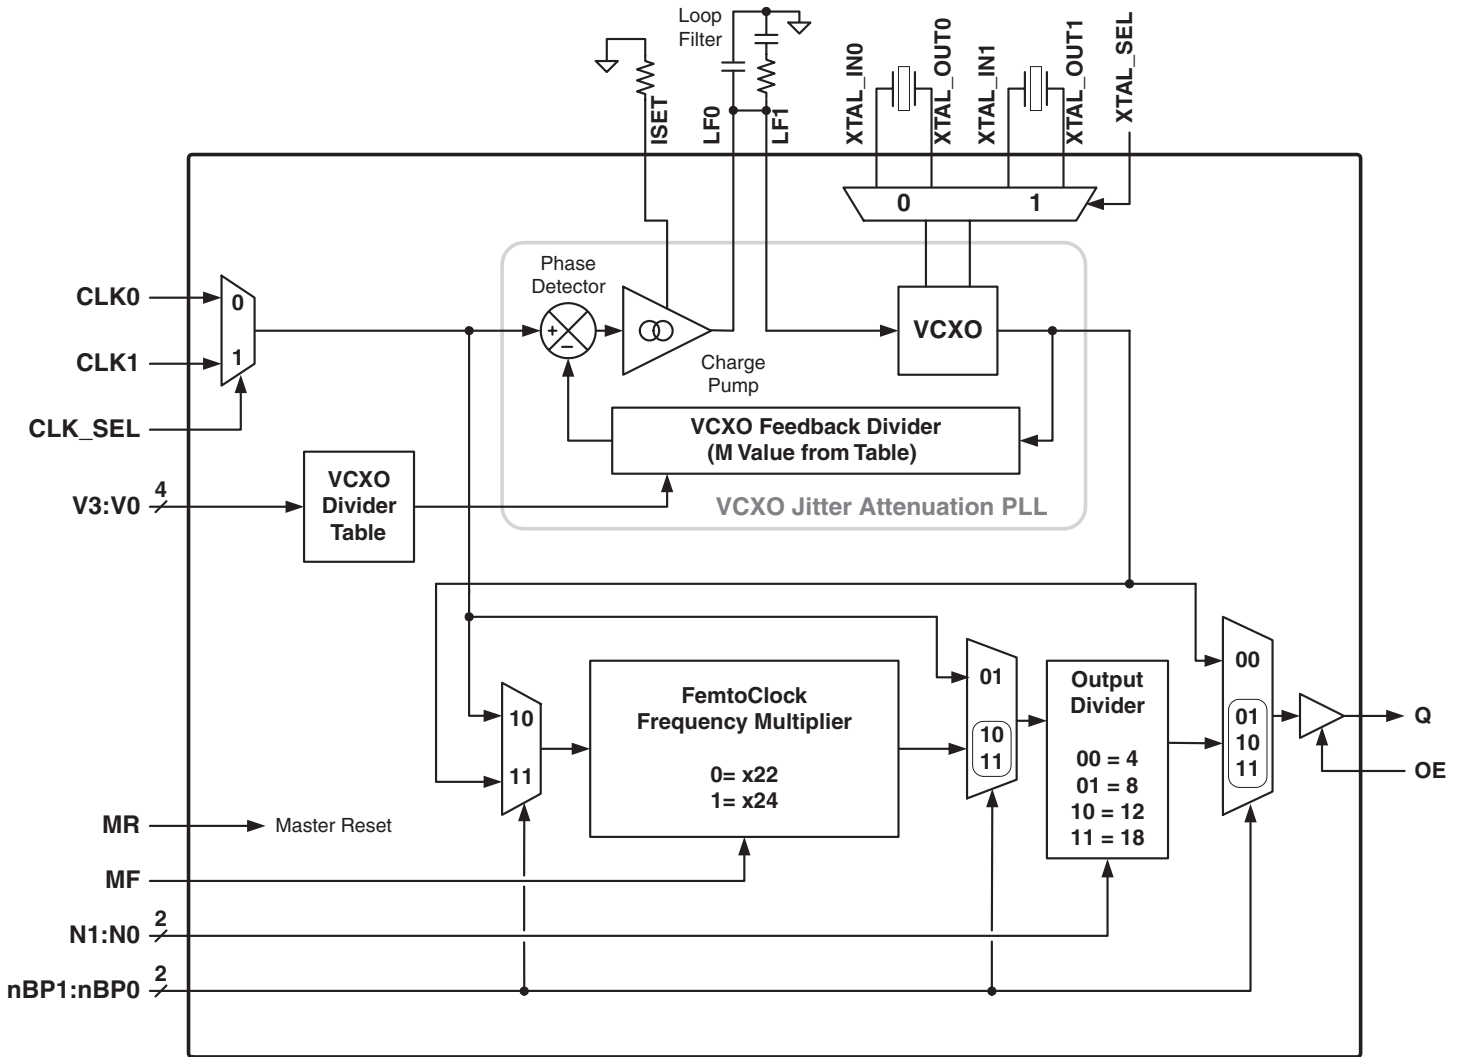 Loop
Filter
ISET
LF0
LF1
XTAL_IN0
XTAL_OUT0
XTAL_IN1
XTAL_OUT1
XTAL_SEL
0
1
CLK0
CLK1
CLK_SEL
0
1
Phase
Detector
+
–
Charge
Pump
VCXO
VCXO Feedback Divider
(M Value from Table)
VCXO Jitter Attenuation PLL
V3:V0
4
VCXO
Divider
Table
10
11
FemtoClock
Frequency Multiplier
0= x22
1= x24
01
10
11
Output
Divider
00 = 4
01 = 8
10 = 12
11 = 18
00
01
10
11
Q
OE
MR
Master Reset
MF
N1:N0
2
nBP1:nBP0
2